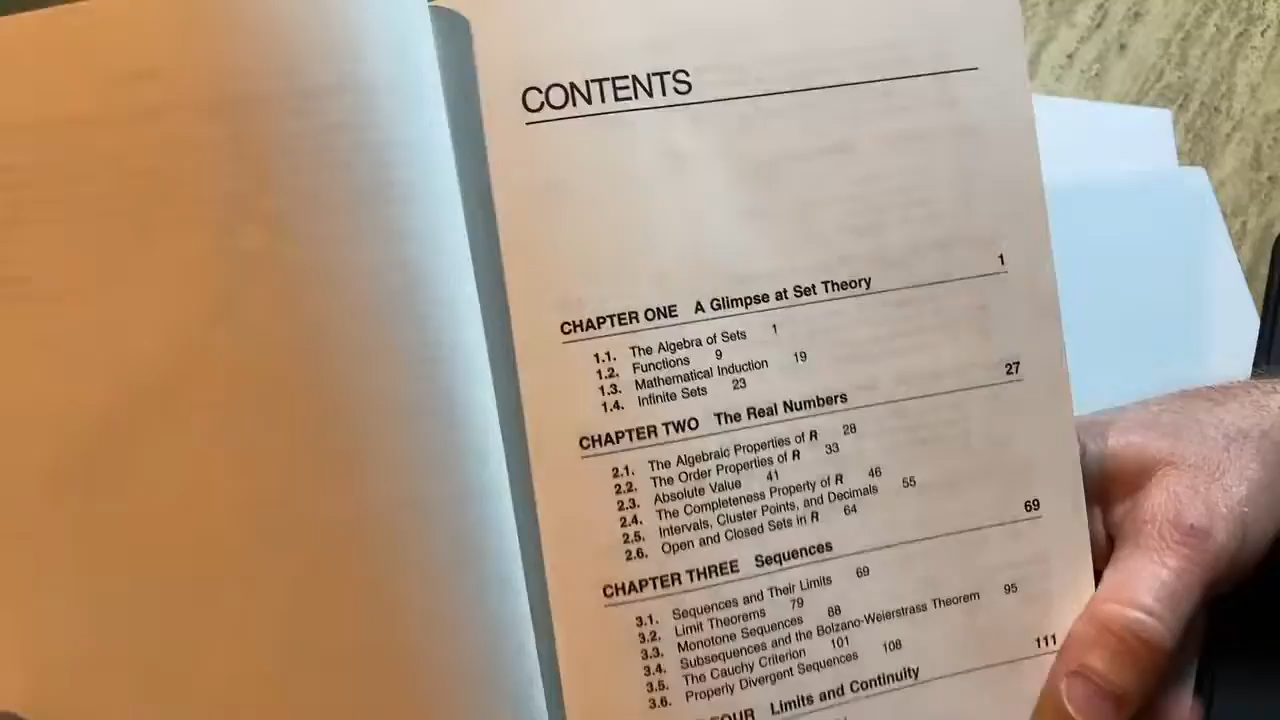 CONTENTS
CHAPTER ONE A Glimpse at Set Theory 1
1.1. The Algebra of Sets 1
1.2. Functions 9
1.3. Mathematical Induction 19
1.4. Infinite Sets 23
CHAPTER TWO The Real Numbers 27
2.1. The Algebraic Properties of R 28
2.2. The Order Properties of R 33
2.3. Absolute Value 41
2.4. The Completeness Property of R 46
2.5. Intervals, Cluster Points, and Decimals 55
2.6. Open and Closed Sets in R 64
CHAPTER THREE Sequences 69
3.1. Sequences and Their Limits 69
3.2. Limit Theorems 79
3.3. Monotone Sequences 88
3.4. Subsequences and the Bolzano-Weierstrass Theorem 95
3.5. The Cauchy Criterion 101
3.6. Properly Divergent Sequences 108
FOUR Limits and Continuity 111